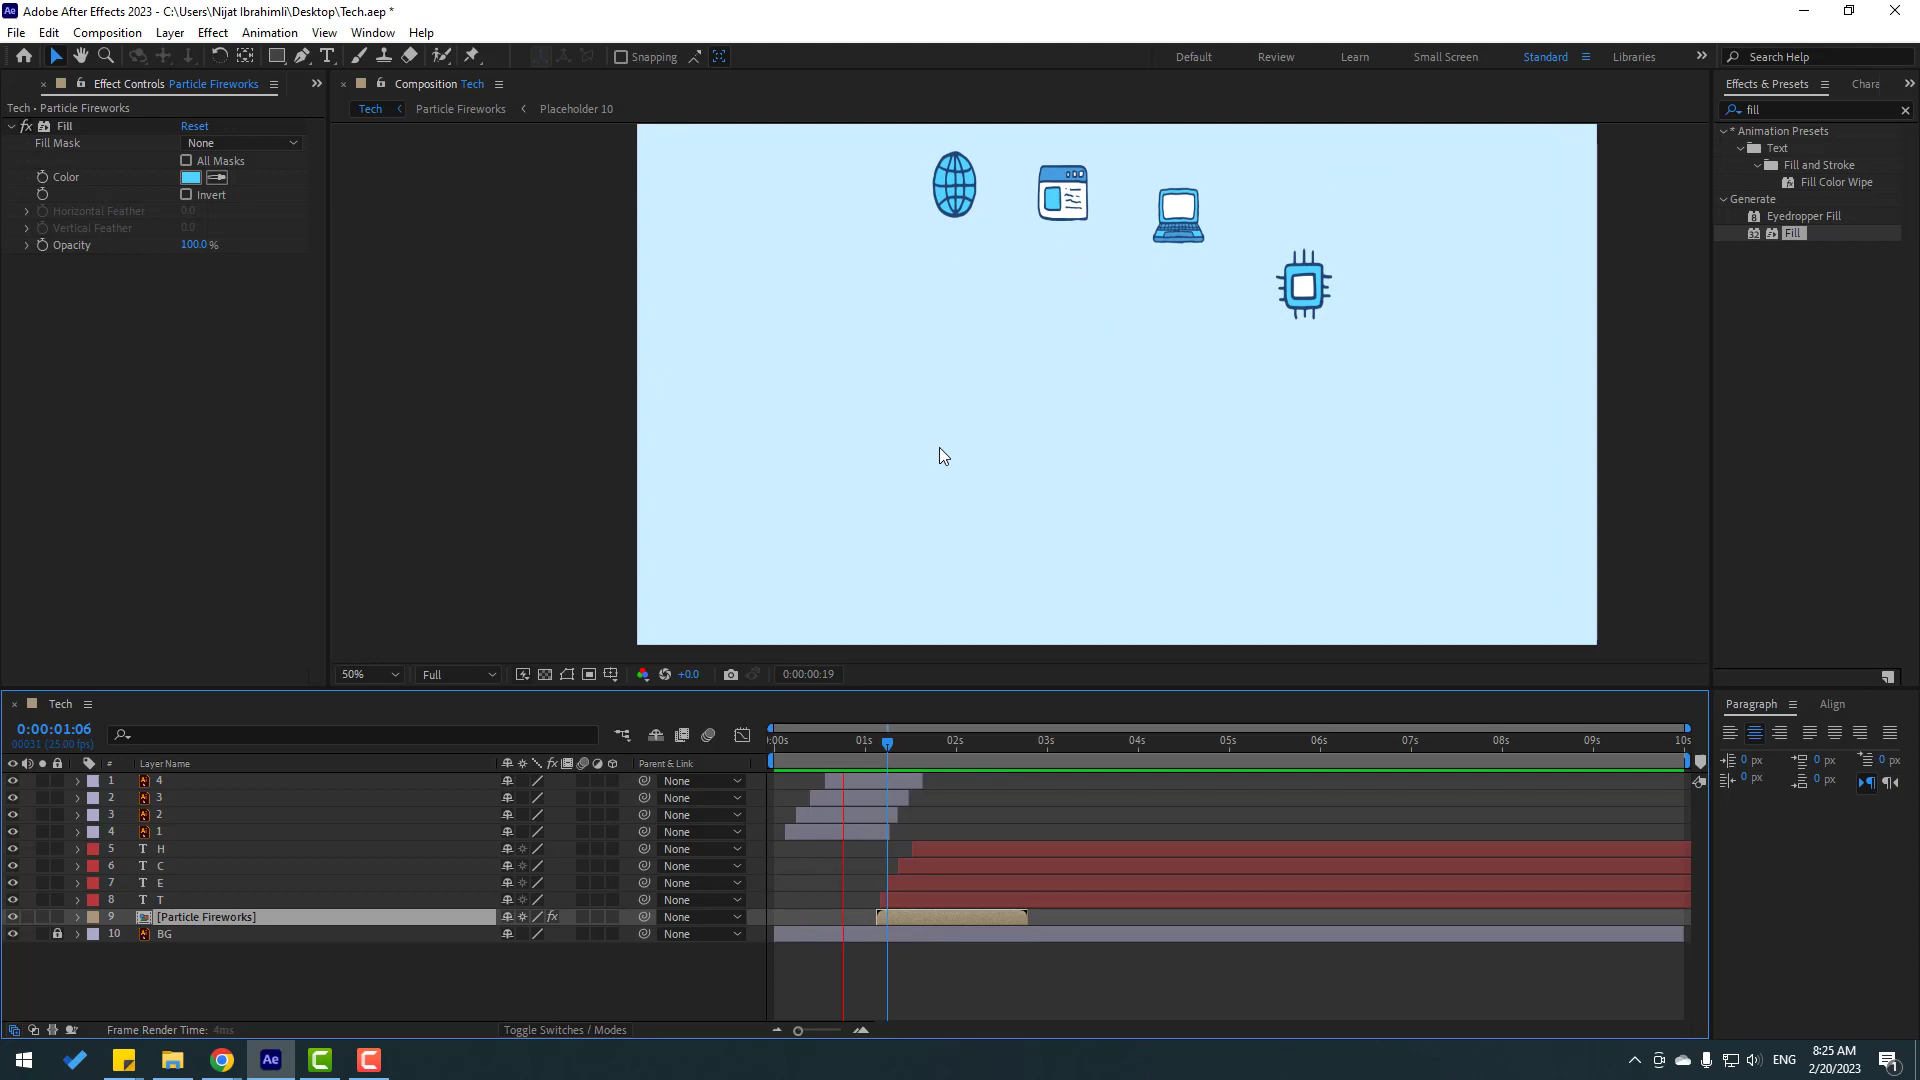 Adobe After Effects 2023 - C:\Users\Nijat Ibrahimli\Desktop\Tech.aep *
File Edit Composition Layer Effect Animation View Window Help
Snapping Default Review Learn Small Screen Standard Libraries Search Help
Effect Controls Particle Fireworks
Composition Tech
Effects & Presets Chara
Tech • Particle Fireworks
Tech Particle Fireworks Placeholder 10
fill
fx Fill Reset
Fill Mask None
All Masks
Color
Invert
Horizontal Feather 0.0
Vertical Feather 0.0
Opacity 100.0 %
* Animation Presets
Text
Fill and Stroke
Fill Color Wipe
Generate
Eyedropper Fill
Fill
50% Full +0.0 0:00:00:19
Tech
0:00:01:06
00031 (25.00 fps)
Paragraph Align
:00s 01s 02s 03s 04s 05s 06s 07s 08s 09s 10s
# Layer Name fx Parent & Link
1 4 None
2 3 None
3 2 None
4 1 None
5 T H None
6 T C None
7 T E None
8 T T None
9 [Particle Fireworks] fx None
10 BG None
0 px 0 px 0 px
0 px 0 px
Frame Render Time: 4ms Toggle Switches / Modes
Ae ENG 8:25 AM
2/20/2023
1